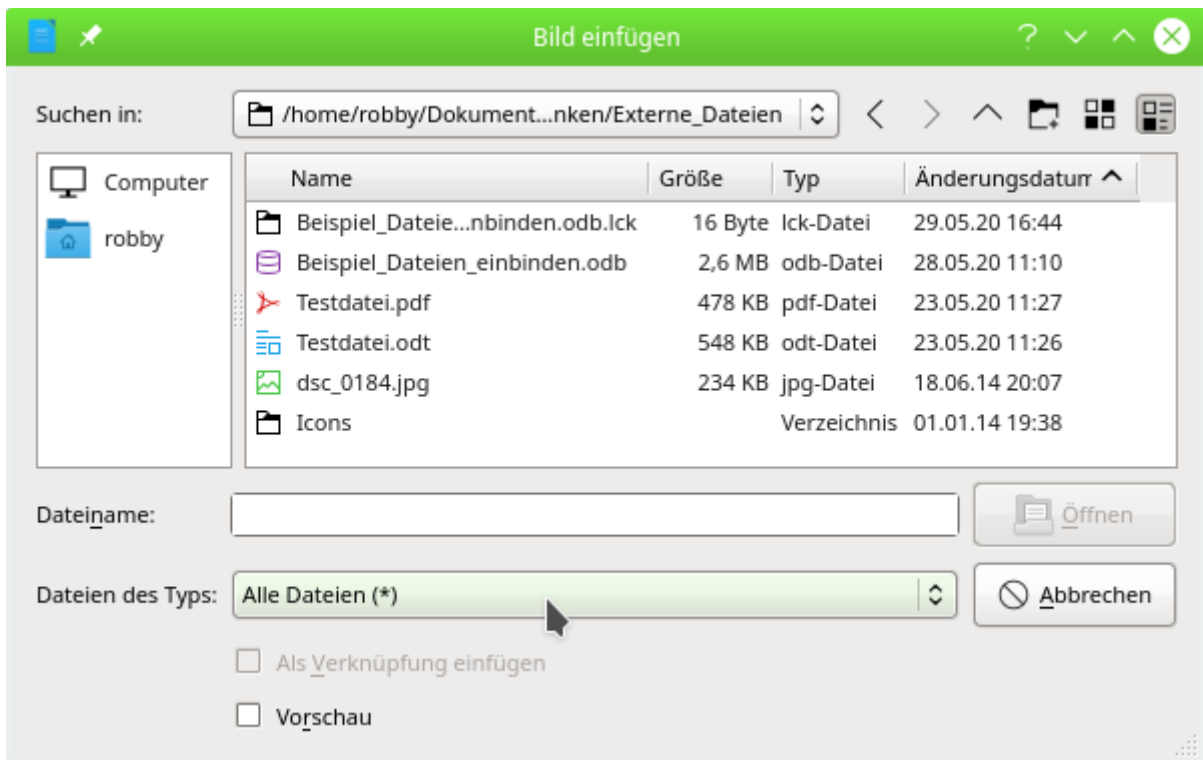 Bild einfügen
Suchen in: /home/robby/Dokument...nken/Externe_Dateien
Computer
robby
Name Größe Typ Änderungsdatum
Beispiel_Dateie...nbinden.odb.lck 16 Byte lck-Datei 29.05.20 16:44
Beispiel_Dateien_einbinden.odb 2,6 MB odb-Datei 28.05.20 11:10
Testdatei.pdf 478 KB pdf-Datei 23.05.20 11:27
Testdatei.odt 548 KB odt-Datei 23.05.20 11:26
dsc_0184.jpg 234 KB jpg-Datei 18.06.14 20:07
Icons Verzeichnis 01.01.14 19:38
Dateiname: Öffnen
Dateien des Typs: Alle Dateien (*) Abbrechen
Als Verknüpfung einfügen
Vorschau